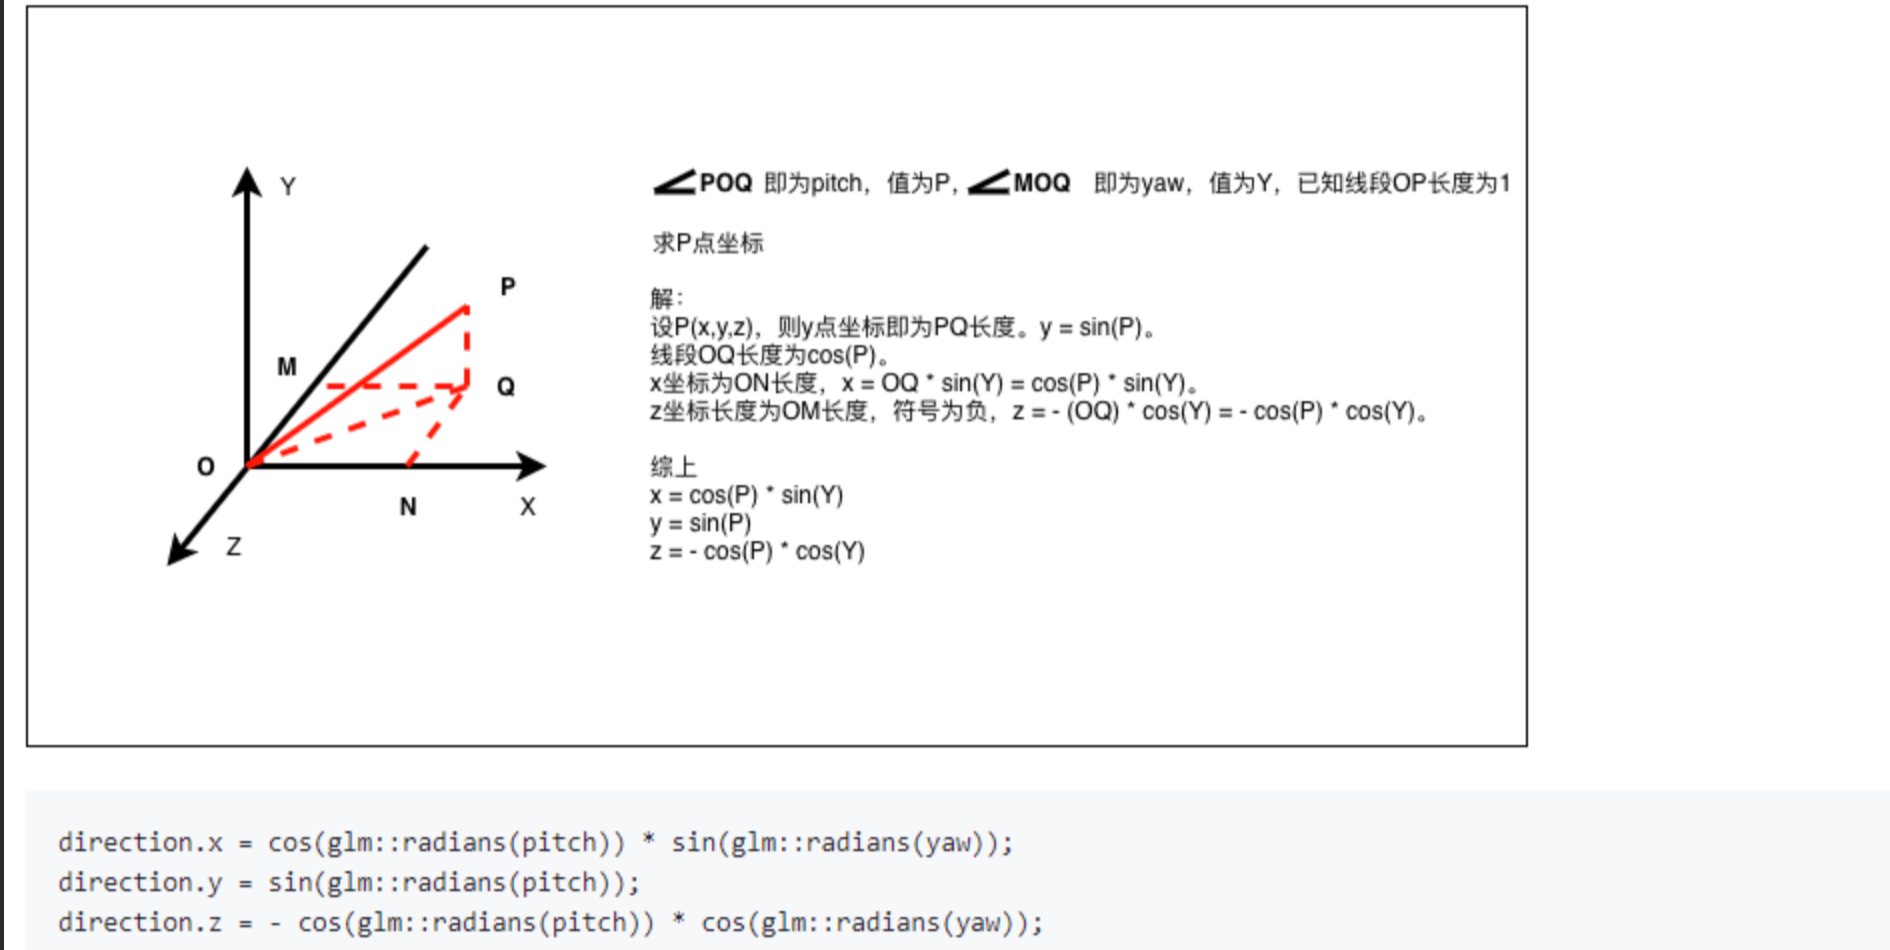 Y
P
M
Q
O
N
X
Z
∠POQ 即为pitch，值为P，∠MOQ 即为yaw，值为Y，已知线段OP长度为1
求P点坐标
解：
设P(x,y,z)，则y点坐标即为PQ长度。y = sin(P)。
线段OQ长度为cos(P)。
x坐标为ON长度，x = OQ * sin(Y) = cos(P) * sin(Y)。
z坐标长度为OM长度，符号为负，z = - (OQ) * cos(Y) = - cos(P) * cos(Y)。
综上
x = cos(P) * sin(Y)
y = sin(P)
z = - cos(P) * cos(Y)
direction.x = cos(glm::radians(pitch)) * sin(glm::radians(yaw));
direction.y = sin(glm::radians(pitch));
direction.z = - cos(glm::radians(pitch)) * cos(glm::radians(yaw));